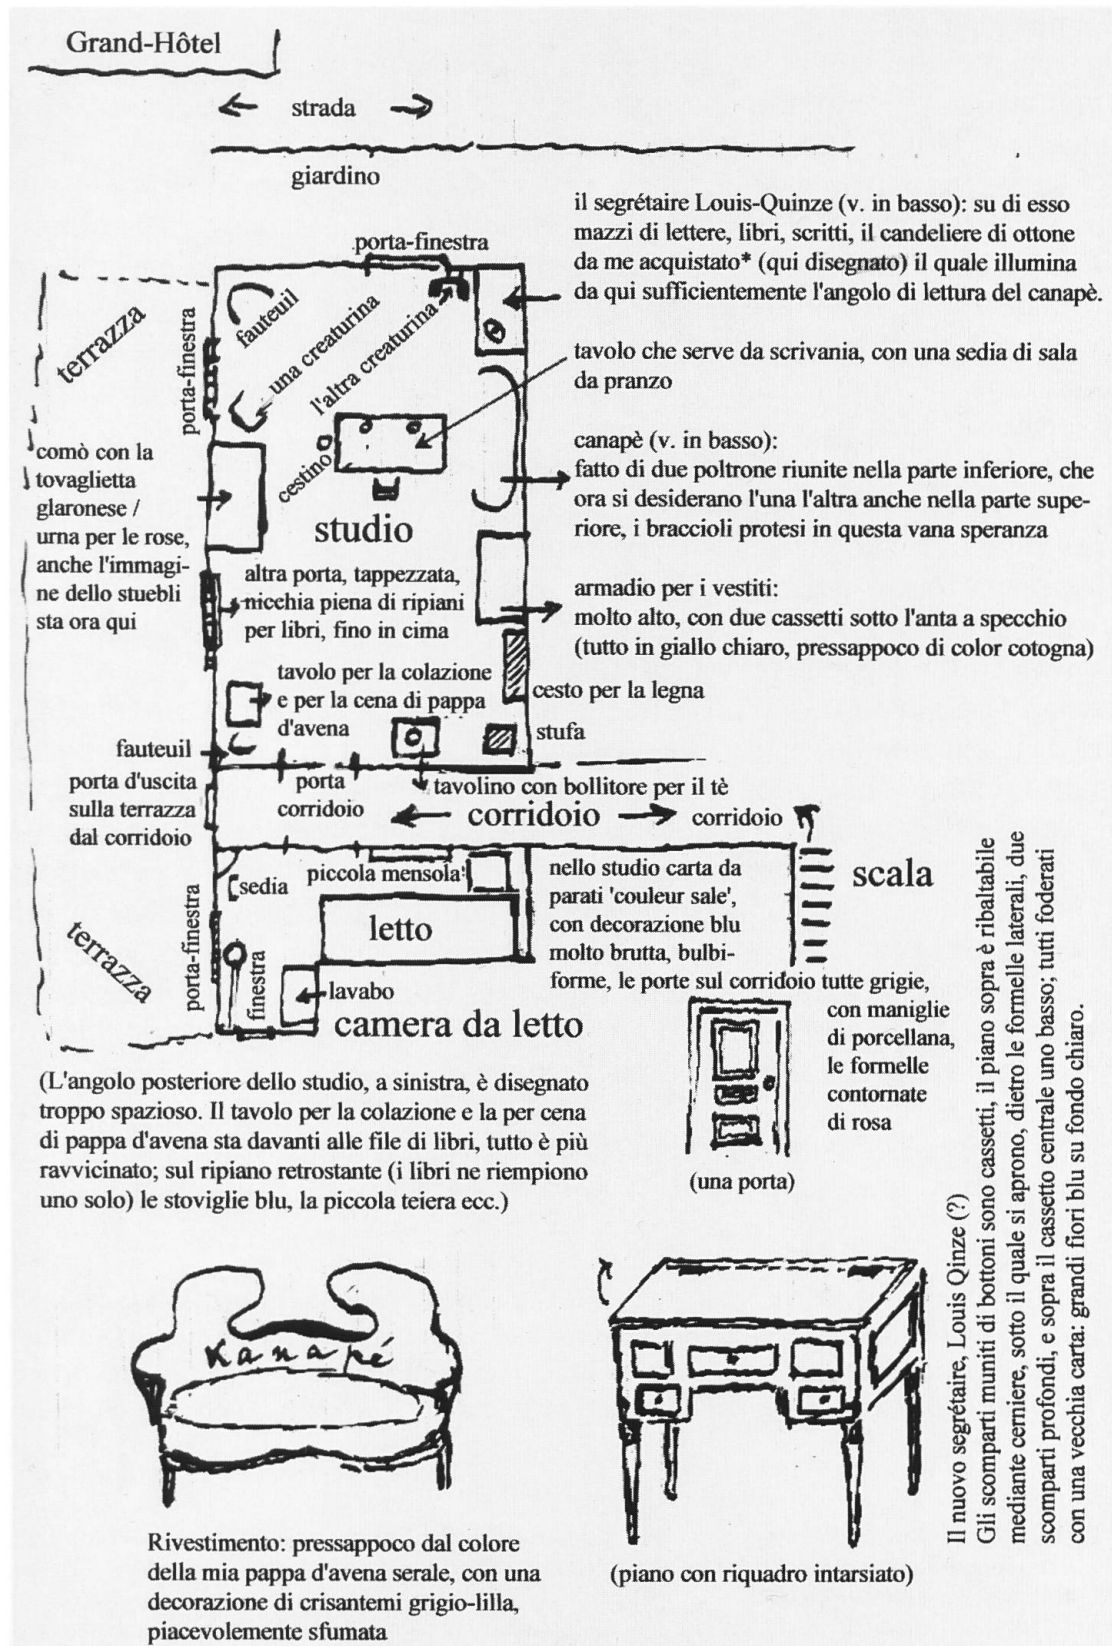 Grand-Hôtel
strada
giardino
il segrétaire Louis-Quinze (v. in basso): su di esso
mazzi di lettere, libri, scritti, il candeliere di ottone
da me acquistato* (qui disegnato) il quale illumina
da qui sufficientemente l'angolo di lettura del canapè.
porta-finestra
terrazza
porta-finestra
fauteuil
una creaturina
l'altra creaturina
tavolo che serve da scrivania, con una sedia di sala
da pranzo
cestino
studio
comò con la
tovaglietta
glaronese /
urna per le rose,
anche l'immagi-
ne dello stuebli
sta ora qui
canapè (v. in basso):
fatto di due poltrone riunite nella parte inferiore, che
ora si desiderano l'una l'altra anche nella parte supe-
riore, i braccioli protesi in questa vana speranza
altra porta, tappezzata,
nicchia piena di ripiani
per libri, fino in cima
armadio per i vestiti:
molto alto, con due cassetti sotto l'anta a specchio
(tutto in giallo chiaro, pressappoco di color cotogna)
tavolo per la colazione
e per la cena di pappa
d'avena
cesto per la legna
stufa
fauteuil
porta d'uscita
sulla terrazza
dal corridoio
porta
corridoio
tavolino con bollitore per il tè
corridoio
corridoio
scala
sedia
piccola mensola
letto
porta-finestra
terrazza
finestra
lavabo
camera da letto
nello studio carta da
parati 'couleur sale',
con decorazione blu
molto brutta, bulbi-
forme, le porte sul corridoio tutte grigie,
con maniglie
di porcellana,
le formelle
contornate
di rosa
(una porta)
(L'angolo posteriore dello studio, a sinistra, è disegnato
troppo spazioso. Il tavolo per la colazione e la per cena
di pappa d'avena sta davanti alle file di libri, tutto è più
ravvicinato; sul ripiano retrostante (i libri ne riempiono
uno solo) le stoviglie blu, la piccola teiera ecc.)
Kanapé
Rivestimento: pressappoco dal colore
della mia pappa d'avena serale, con una
decorazione di crisantemi grigio-lilla,
piacevolemente sfumata
(piano con riquadro intarsiato)
Il nuovo segrétaire, Louis Qinze (?)
Gli scomparti muniti di bottoni sono cassetti, il piano sopra è ribaltabile
mediante cerniere, sotto il quale si aprono, dietro le formelle laterali, due
scomparti profondi, e sopra il cassetto centrale uno basso; tutti foderati
con una vecchia carta: grandi fiori blu su fondo chiaro.